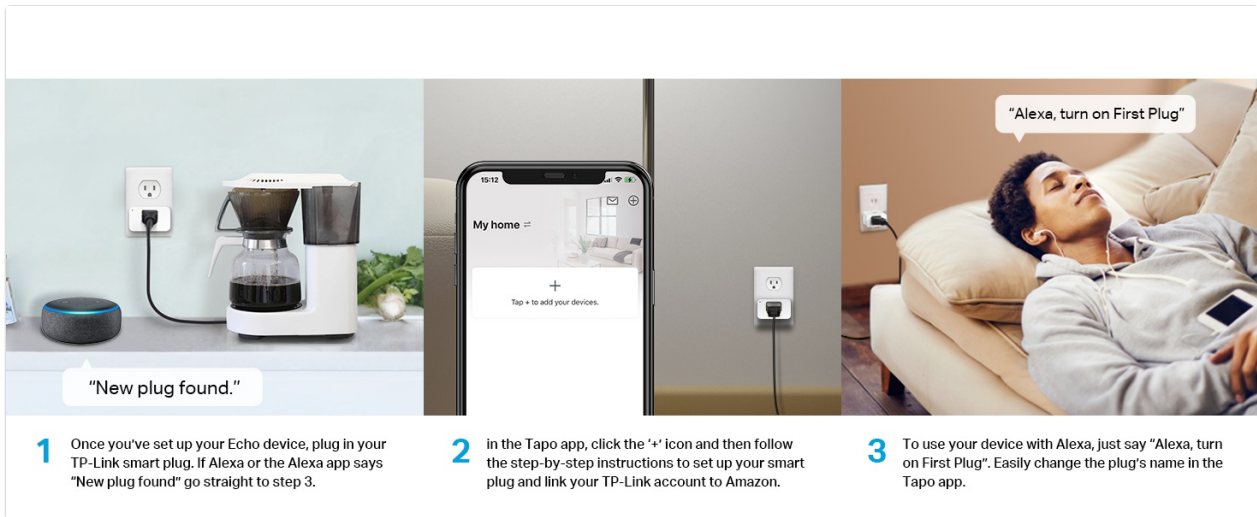 "Alexa, turn on First Plug"
15:12
My home
+
Tap + to add your devices.
"New plug found."
1
Once you've set up your Echo device, plug in your
TP-Link smart plug. If Alexa or the Alexa app says
"New plug found" go straight to step 3.
2
in the Tapo app, click the '+' icon and then follow
the step-by-step instructions to set up your smart
plug and link your TP-Link account to Amazon.
3
To use your device with Alexa, just say "Alexa, turn
on First Plug". Easily change the plug's name in the
Tapo app.